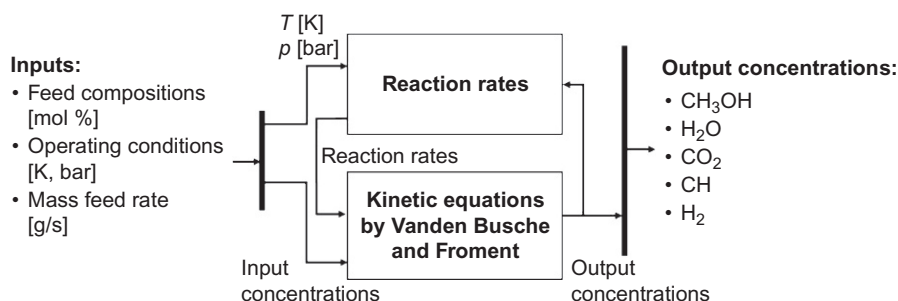 Inputs:
• Feed compositions
[mol %]
• Operating conditions
[K, bar]
• Mass feed rate
[g/s]
T [K]
p [bar]
Reaction rates
Reaction rates
Kinetic equations
by Vanden Busche
and Froment
Input
concentrations
Output
concentrations
Output concentrations:
• CH₃OH
• H₂O
• CO₂
• CH
• H₂